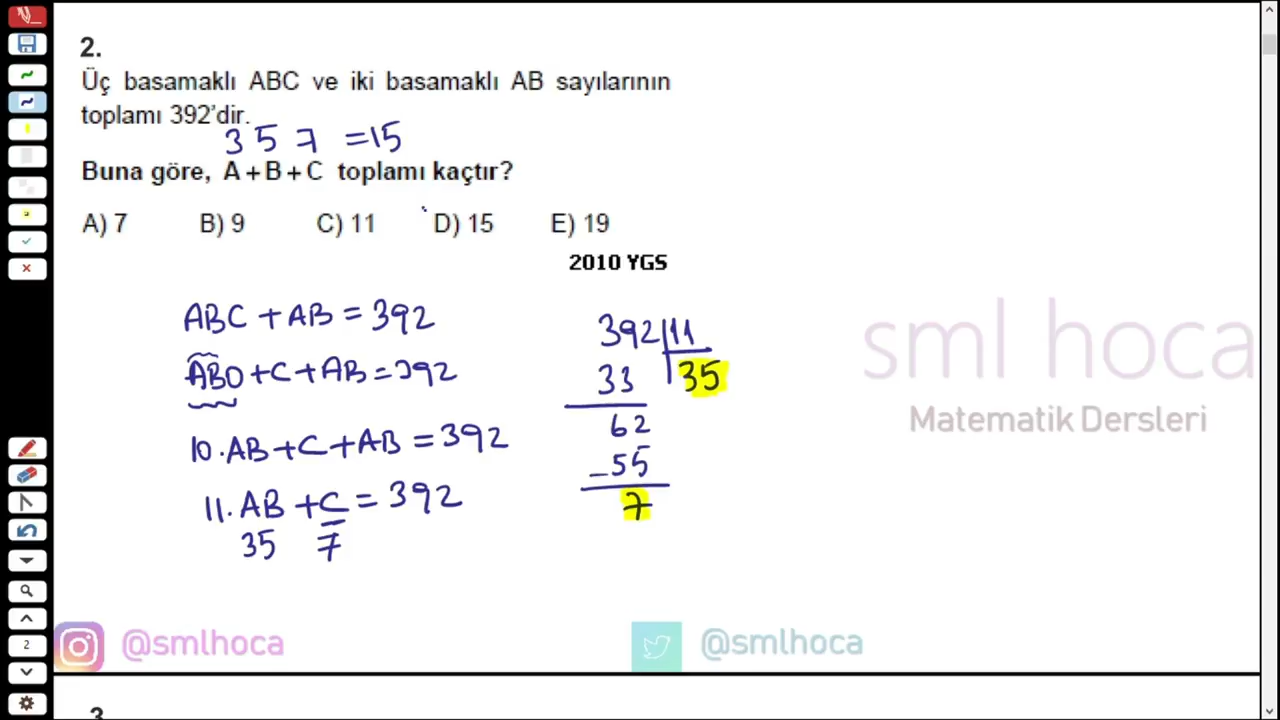 2.
Üç basamaklı ABC ve iki basamaklı AB sayılarının
toplamı 392'dir.
3 5 7 =15
Buna göre, A+B+C toplamı kaçtır?
A) 7 B) 9 C) 11 D) 15 E) 19
2010 YGS
ABC + AB = 392
AB0 + C + AB = 392
10.AB + C + AB = 392
11.AB + C = 392
35 7
392 11
33 35
62
-55
7
sml hoca
Matematik Dersleri
@smlhoca @smlhoca
2
3